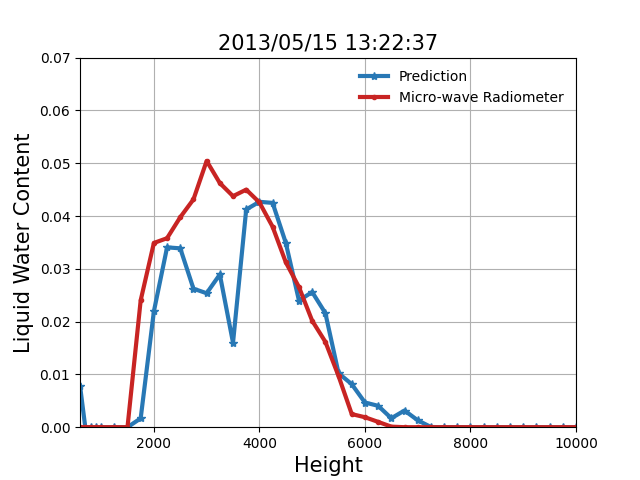 2013/05/15 13:22:37
Prediction
Micro-wave Radiometer
Liquid Water Content
0.07
0.06
0.05
0.04
0.03
0.02
0.01
0.00
2000 4000 6000 8000 10000
Height